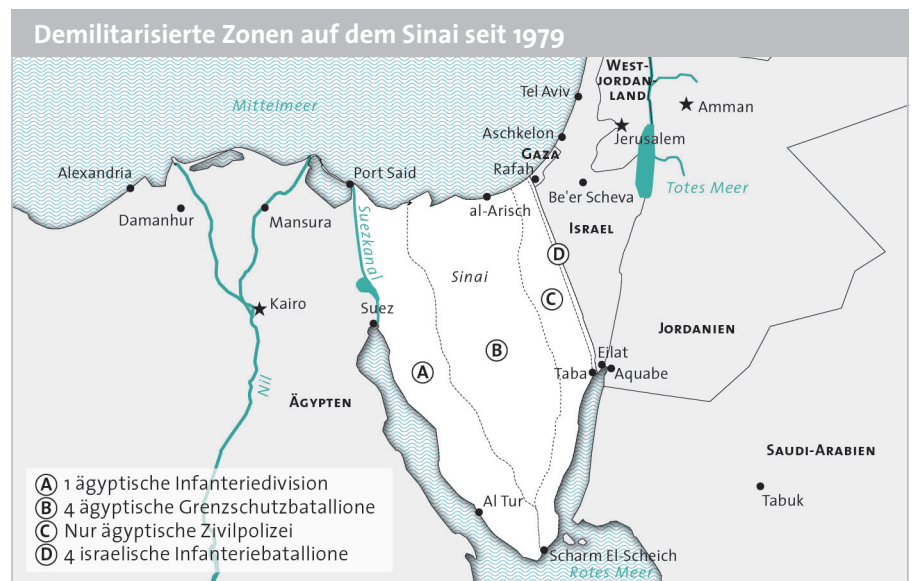 Demilitarisierte Zonen auf dem Sinai seit 1979
WEST-
JORDAN-
LAND
Mittelmeer
Tel Aviv
Amman
Aschkelon
Jerusalem
GAZA
Alexandria
Port Said
Rafah
Totes Meer
Damanhur
Mansura
al-Arisch
Be'er Scheva
Suezkanal
ISRAEL
D
Sinai
C
Kairo
Suez
JORDANIEN
B
Eilat
A
Taba
Aquabe
Nil
ÄGYPTEN
SAUDI-ARABIEN
A 1 ägyptische Infanteriedivision
Al Tur
Tabuk
B 4 ägyptische Grenzschutzbatallione
C Nur ägyptische Zivilpolizei
D 4 israelische Infanteriebatallione
Scharm El-Scheich
Rotes Meer